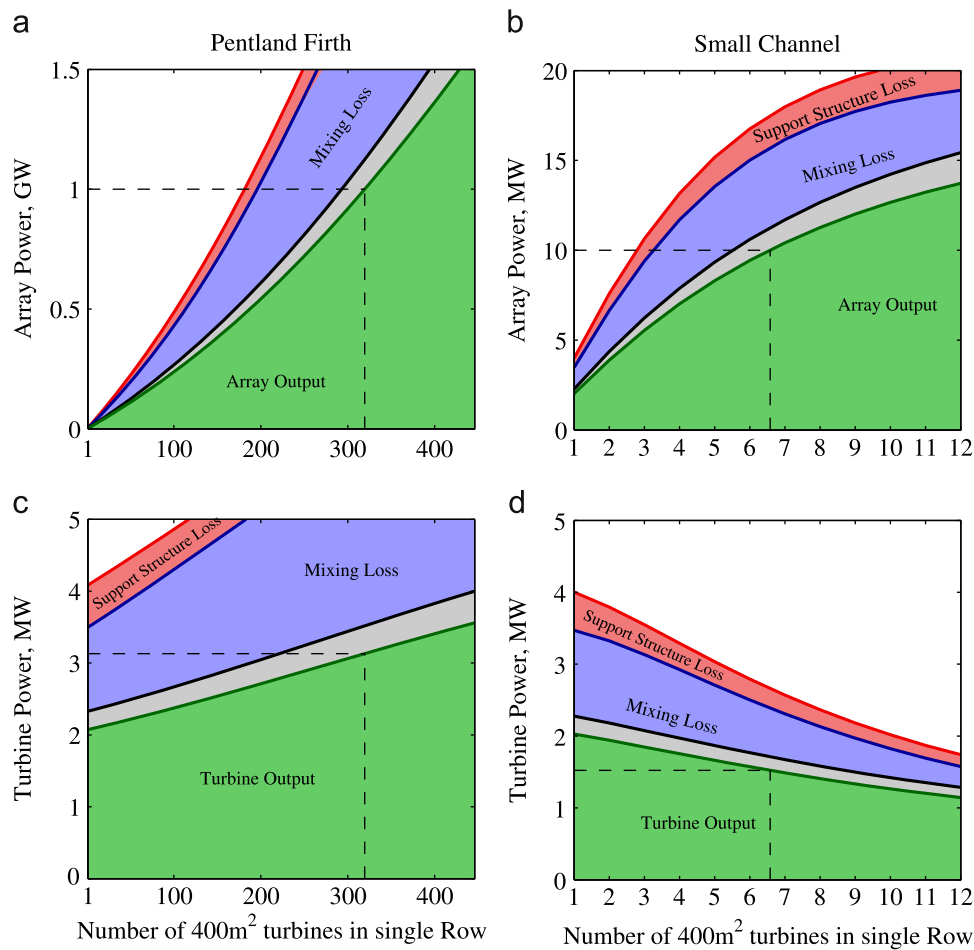 a
Pentland Firth
1.5
1
0.5
0
Array Power, GW
Mixing Loss
Array Output
1 100 200 300 400
b
Small Channel
20
15
10
5
0
Array Power, MW
Support Structure Loss
Mixing Loss
Array Output
1 2 3 4 5 6 7 8 9 10 11 12
c
5
4
3
2
1
0
Turbine Power, MW
Support Structure Loss
Mixing Loss
Turbine Output
1 100 200 300 400
Number of 400m² turbines in single Row
d
5
4
3
2
1
0
Turbine Power, MW
Support Structure Loss
Mixing Loss
Turbine Output
1 2 3 4 5 6 7 8 9 10 11 12
Number of 400m² turbines in single Row